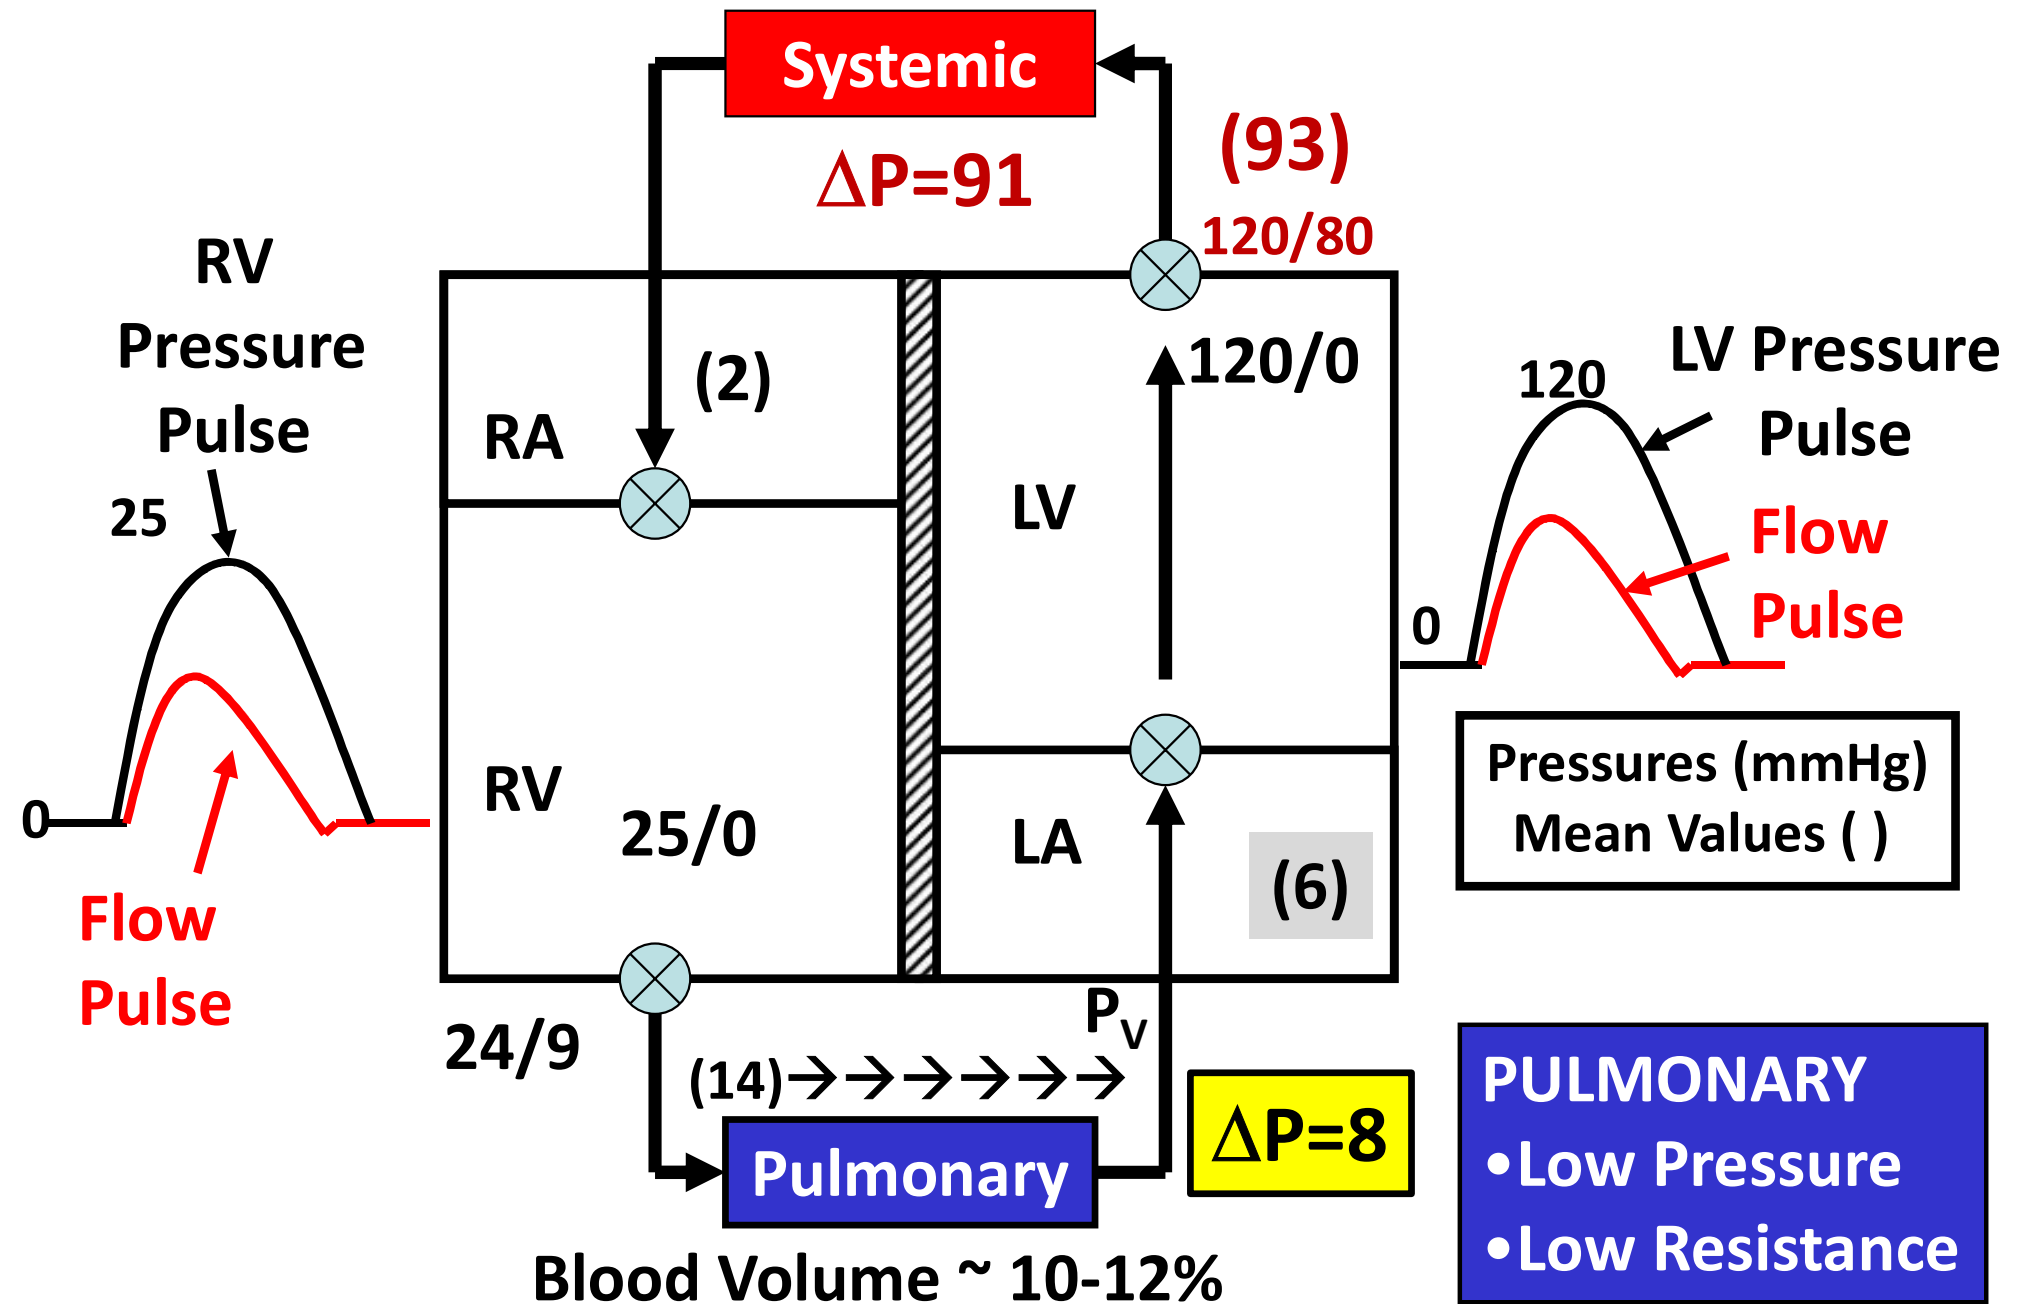 Systemic
ΔP=91
(93)
120/80
RV
Pressure
Pulse
25
0
Flow
Pulse
RA
(2)
RV
25/0
LV
120/0
LA
(6)
120
LV Pressure
Pulse
Flow
Pulse
0
Pressures (mmHg)
Mean Values ( )
24/9
(14)→→→→→→
PV
Pulmonary
ΔP=8
Blood Volume ~ 10-12%
PULMONARY
•Low Pressure
•Low Resistance